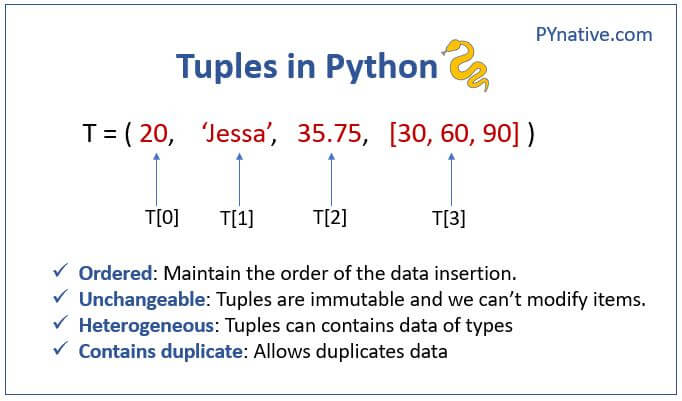 PYnative.com
Tuples in Python
T = ( 20, ‘Jessa’, 35.75, [30, 60, 90] )
T[0] T[1] T[2] T[3]
✓ Ordered: Maintain the order of the data insertion.
✓ Unchangeable: Tuples are immutable and we can’t modify items.
✓ Heterogeneous: Tuples can contains data of types
✓ Contains duplicate: Allows duplicates data